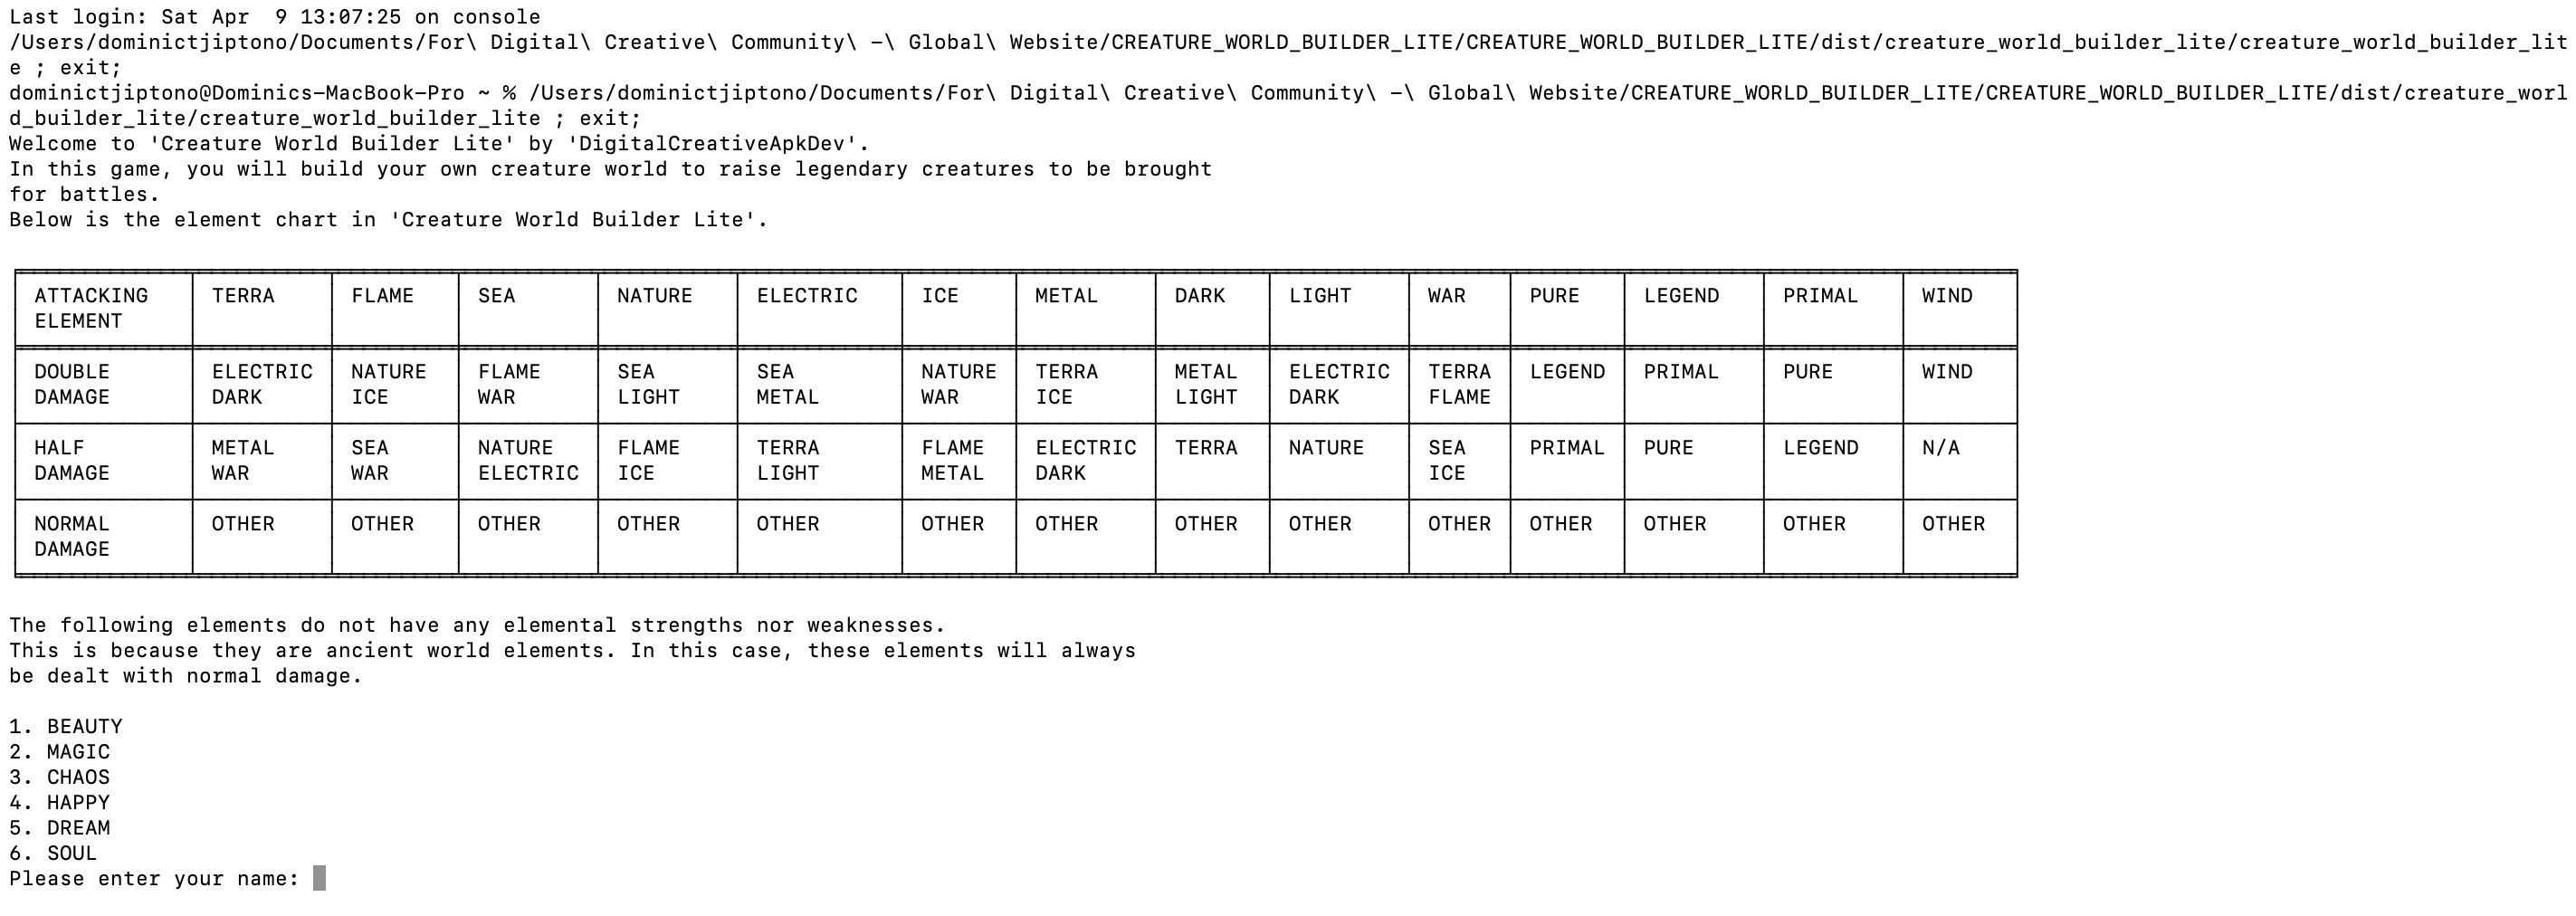 Last login: Sat Apr  9 13:07:25 on console
/Users/dominictjiptono/Documents/For\ Digital\ Creative\ Community\ -\ Global\ Website/CREATURE_WORLD_BUILDER_LITE/CREATURE_WORLD_BUILDER_LITE/dist/creature_world_builder_lite/creature_world_builder_lit
e ; exit;
dominictjiptono@Dominics-MacBook-Pro ~ % /Users/dominictjiptono/Documents/For\ Digital\ Creative\ Community\ -\ Global\ Website/CREATURE_WORLD_BUILDER_LITE/CREATURE_WORLD_BUILDER_LITE/dist/creature_worl
d_builder_lite/creature_world_builder_lite ; exit;
Welcome to 'Creature World Builder Lite' by 'DigitalCreativeApkDev'.
In this game, you will build your own creature world to raise legendary creatures to be brought
for battles.
Below is the element chart in 'Creature World Builder Lite'.
ATTACKING TERRA FLAME SEA NATURE ELECTRIC ICE METAL DARK LIGHT WAR PURE LEGEND PRIMAL WIND
ELEMENT
DOUBLE ELECTRIC NATURE FLAME SEA SEA NATURE TERRA METAL ELECTRIC TERRA LEGEND PRIMAL PURE WIND
DAMAGE DARK ICE WAR LIGHT METAL WAR ICE LIGHT DARK FLAME
HALF METAL SEA NATURE FLAME TERRA FLAME ELECTRIC TERRA NATURE SEA PRIMAL PURE LEGEND N/A
DAMAGE WAR WAR ELECTRIC ICE LIGHT METAL DARK ICE
NORMAL OTHER OTHER OTHER OTHER OTHER OTHER OTHER OTHER OTHER OTHER OTHER OTHER OTHER OTHER
DAMAGE
The following elements do not have any elemental strengths nor weaknesses.
This is because they are ancient world elements. In this case, these elements will always
be dealt with normal damage.
1. BEAUTY
2. MAGIC
3. CHAOS
4. HAPPY
5. DREAM
6. SOUL
Please enter your name: